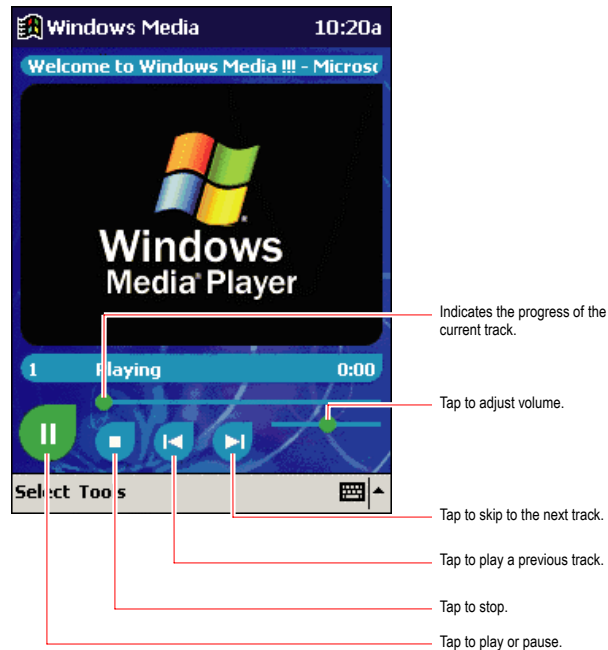 Windows Media 10:20a
Welcome to Windows Media !!! - Microsc
Windows
Media Player
Indicates the progress of the
current track.
1 Playing 0:00
Tap to adjust volume.
Select Tools
Tap to skip to the next track.
Tap to play a previous track.
Tap to stop.
Tap to play or pause.